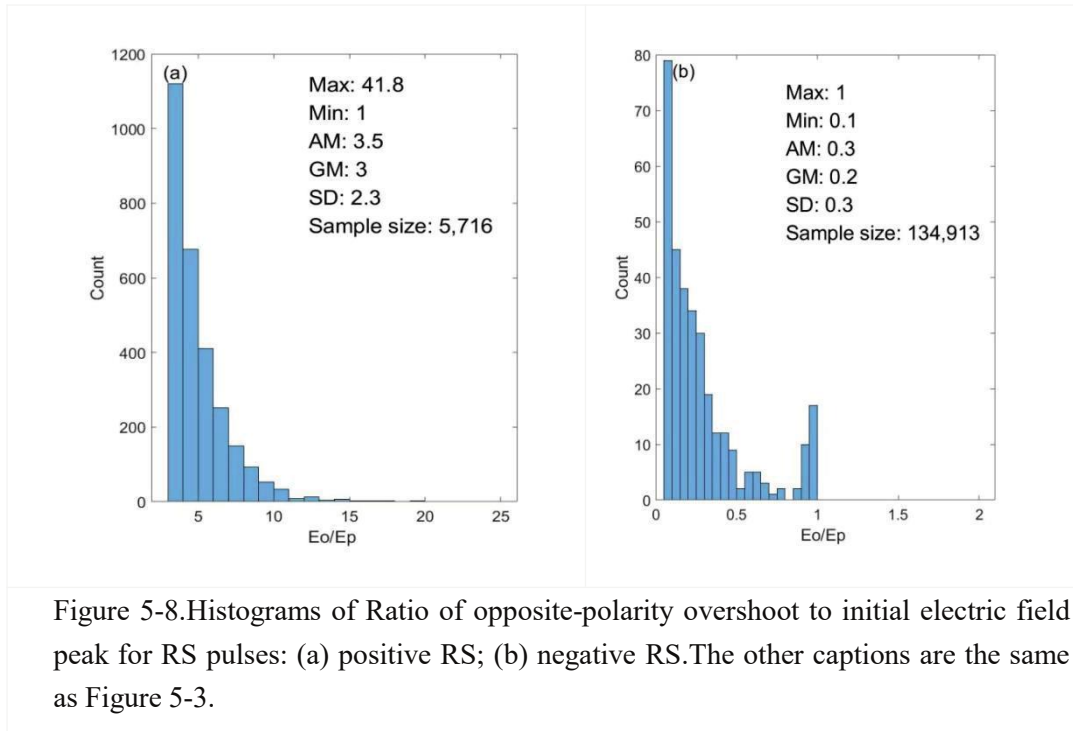 (a)
Max: 41.8
Min: 1
AM: 3.5
GM: 3
SD: 2.3
Sample size: 5,716
1200
1000
800
600
400
200
0
Count
5
10
15
20
25
Eo/Ep
(b)
Max: 1
Min: 0.1
AM: 0.3
GM: 0.2
SD: 0.3
Sample size: 134,913
80
70
60
50
40
30
20
10
0
Count
0
0.5
1
1.5
2
Eo/Ep
Figure 5-8.Histograms of Ratio of opposite-polarity overshoot to initial electric field
peak for RS pulses: (a) positive RS; (b) negative RS.The other captions are the same
as Figure 5-3.